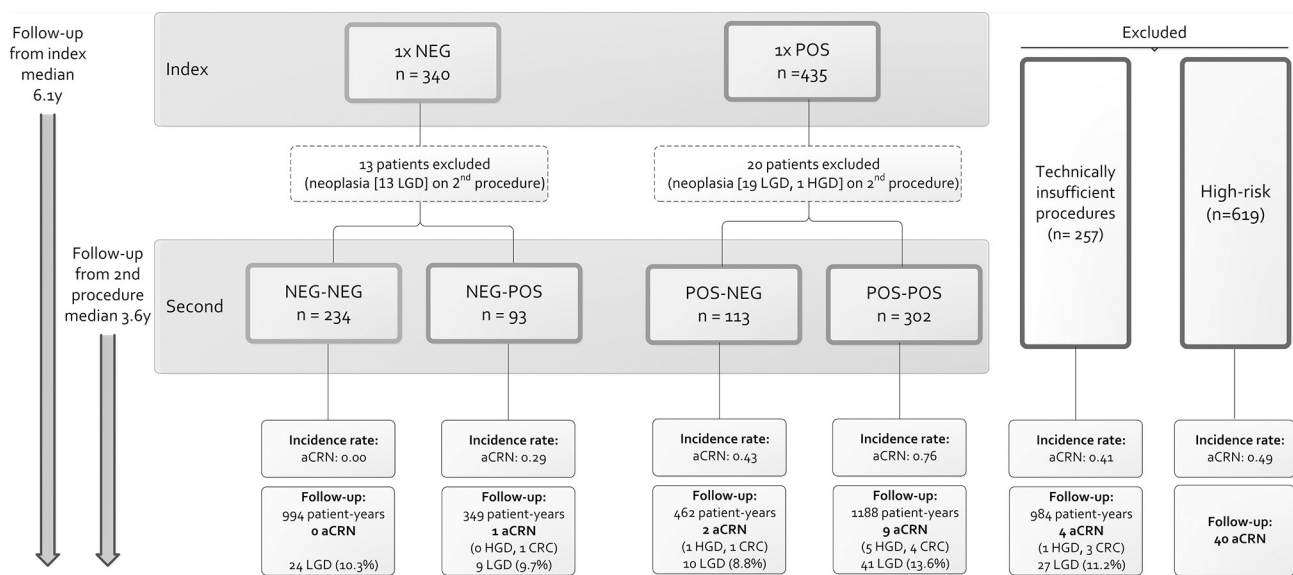 Follow-up
from index
median
6.1y
Index
1x NEG
n = 340
1x POS
n =435
Excluded
13 patients excluded
(neoplasia [13 LGD] on 2nd procedure)
20 patients excluded
(neoplasia [19 LGD, 1 HGD] on 2nd procedure)
Technically
insufficient
procedures
(n= 257)
High-risk
(n=619)
Follow-up
from 2nd
procedure
median 3.6y
Second
NEG-NEG
n = 234
NEG-POS
n = 93
POS-NEG
n = 113
POS-POS
n = 302
Incidence rate:
aCRN: 0.00
Incidence rate:
aCRN: 0.29
Incidence rate:
aCRN: 0.43
Incidence rate:
aCRN: 0.76
Incidence rate:
aCRN: 0.41
Incidence rate:
aCRN: 0.49
Follow-up:
994 patient-years
0 aCRN
24 LGD (10.3%)
Follow-up:
349 patient-years
1 aCRN
(0 HGD, 1 CRC)
9 LGD (9.7%)
Follow-up:
462 patient-years
2 aCRN
(1 HGD, 1 CRC)
10 LGD (8.8%)
Follow-up:
1188 patient-years
9 aCRN
(5 HGD, 4 CRC)
41 LGD (13.6%)
Follow-up:
984 patient-years
4 aCRN
(1 HGD, 3 CRC)
27 LGD (11.2%)
Follow-up:
40 aCRN